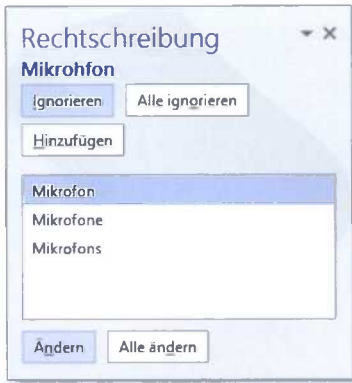 Rechtschreibung
Mikrohfon
Ignorieren Alle ignorieren
Hinzufügen
Mikrofon
Mikrofone
Mikrofons
Ändern Alle ändern